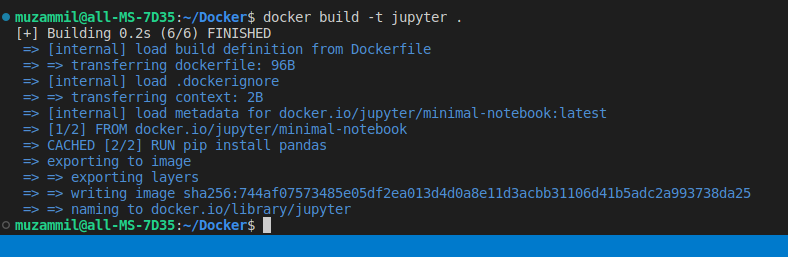 muzammil@all-MS-7D35:~/Docker$ docker build -t jupyter .
[+] Building 0.2s (6/6) FINISHED
=> [internal] load build definition from Dockerfile
=> => transferring dockerfile: 96B
=> [internal] load .dockerignore
=> => transferring context: 2B
=> [internal] load metadata for docker.io/jupyter/minimal-notebook:latest
=> [1/2] FROM docker.io/jupyter/minimal-notebook
=> CACHED [2/2] RUN pip install pandas
=> exporting to image
=> => exporting layers
=> => writing image sha256:744af07573485e05df2ea013d4d0a8e11d3acbb31106d41b5adc2a993738da25
=> => naming to docker.io/library/jupyter
muzammil@all-MS-7D35:~/Docker$